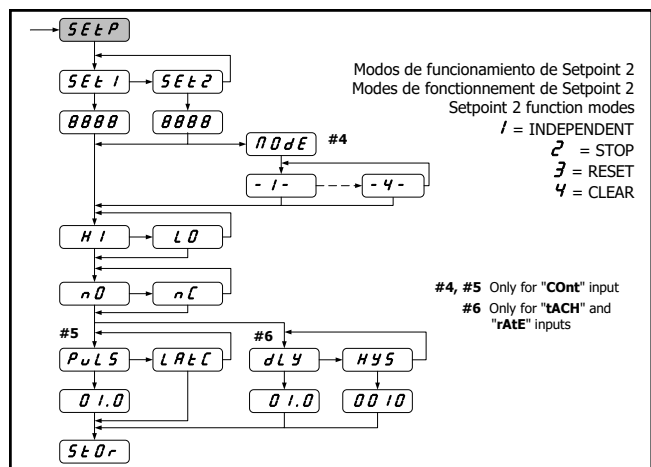 SEtP
SEt1 SEt2
8888 8888
Modos de funcionamiento de Setpoint 2
Modes de fonctionnement de Setpoint 2
Setpoint 2 function modes
1 = INDEPENDENT
2 = STOP
3 = RESET
4 = CLEAR
nOdE #4
- 1 - - 4 -
HI LO
nO nC
#4, #5 Only for "COnt" input
#6 Only for "tACH" and
"rAtE" inputs
#5 #6
PuLS LAtC dLY HYS
01.0 01.0 0010
StOr